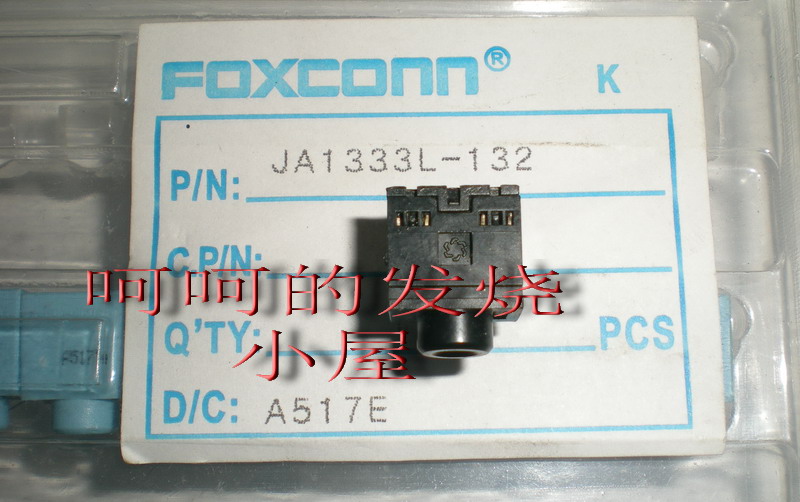 FOXCONN® K
P/N: JA1333L-132
C.P/N:
呵呵的发烧
小屋
Q'TY: PCS
D/C: A517E